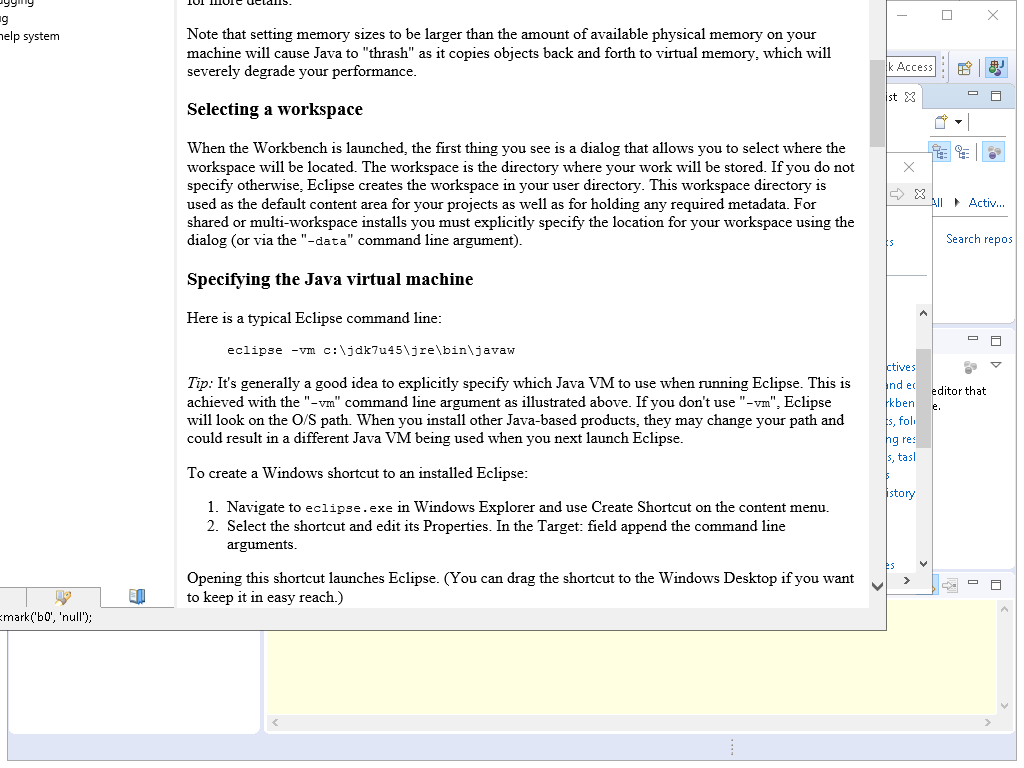 for more details.
help system
Note that setting memory sizes to be larger than the amount of available physical memory on your
machine will cause Java to "thrash" as it copies objects back and forth to virtual memory, which will
severely degrade your performance.
Selecting a workspace
When the Workbench is launched, the first thing you see is a dialog that allows you to select where the
workspace will be located. The workspace is the directory where your work will be stored. If you do not
specify otherwise, Eclipse creates the workspace in your user directory. This workspace directory is
used as the default content area for your projects as well as for holding any required metadata. For
shared or multi-workspace installs you must explicitly specify the location for your workspace using the
dialog (or via the "-data" command line argument).
Specifying the Java virtual machine
Here is a typical Eclipse command line:
eclipse -vm c:\jdk7u45\jre\bin\javaw
Tip: It's generally a good idea to explicitly specify which Java VM to use when running Eclipse. This is
achieved with the "-vm" command line argument as illustrated above. If you don't use "-vm", Eclipse
will look on the O/S path. When you install other Java-based products, they may change your path and
could result in a different Java VM being used when you next launch Eclipse.
To create a Windows shortcut to an installed Eclipse:
1. Navigate to eclipse.exe in Windows Explorer and use Create Shortcut on the content menu.
2. Select the shortcut and edit its Properties. In the Target: field append the command line
arguments.
Opening this shortcut launches Eclipse. (You can drag the shortcut to the Windows Desktop if you want
to keep it in easy reach.)
kmark('b0', 'null');
k Access
ist
All
Activ...
Search repos
ctives
editor that
e.
istory